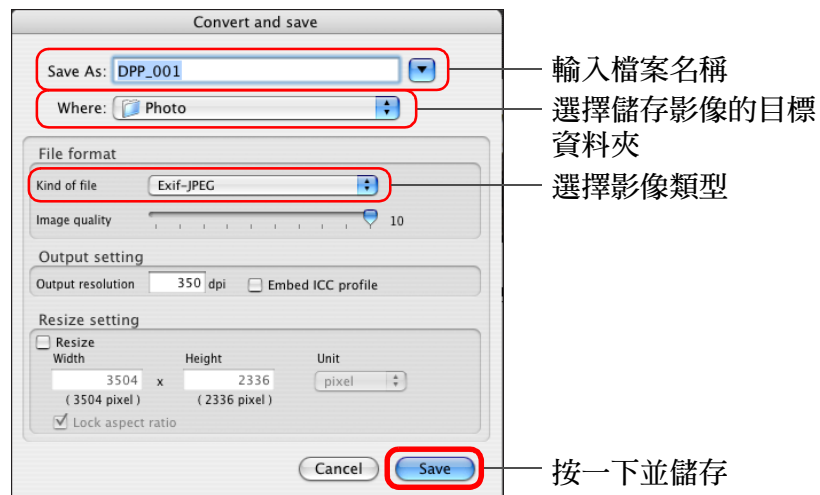 Convert and save
Save As: DPP_001
輸入檔案名稱
Where: Photo
選擇儲存影像的目標
資料夾
File format
Kind of file Exif-JPEG
選擇影像類型
Image quality 10
Output setting
Output resolution 350 dpi Embed ICC profile
Resize setting
Resize
Width Height Unit
3504 x 2336 pixel
( 3504 pixel ) ( 2336 pixel )
Lock aspect ratio
Cancel Save
按一下並儲存